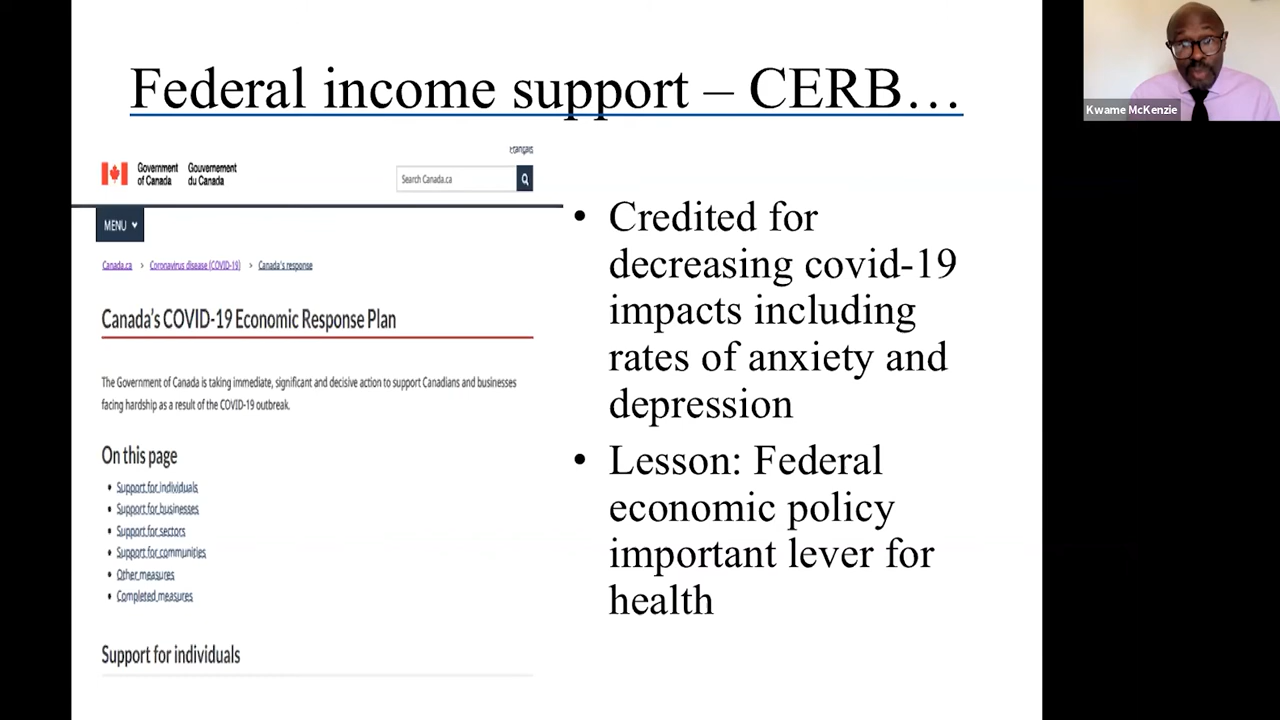 Federal income support – CERB…
Français
Government
of Canada
Gouvernement
du Canada
Search Canada.ca
MENU
Canada.ca > Coronavirus disease (COVID-19) > Canada's response
Canada's COVID-19 Economic Response Plan
The Government of Canada is taking immediate, significant and decisive action to support Canadians and businesses
facing hardship as a result of the COVID-19 outbreak.
On this page
• Support for individuals
• Support for businesses
• Support for sectors
• Support for communities
• Other measures
• Completed measures
Support for individuals
• Credited for
decreasing covid-19
impacts including
rates of anxiety and
depression
• Lesson: Federal
economic policy
important lever for
health
Kwame McKenzie